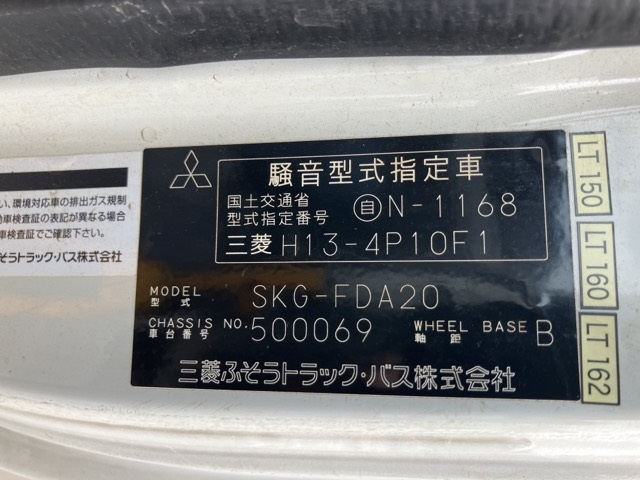 い、環境対応車の排出ガス規制
動車検査証の表記が異なる場合
車検査証でご確認下さい。
そうトラック・バス株式会社
騒音型式指定車
国土交通省
型式指定番号
自N-1168
三菱 H13-4P10F1
MODEL
型式
SKG-FDA20
CHASSIS NO.
車台番号
500069
WHEEL BASE
軸距
B
三菱ふそうトラック・バス株式会社
LT 150
LT 160
LT 162